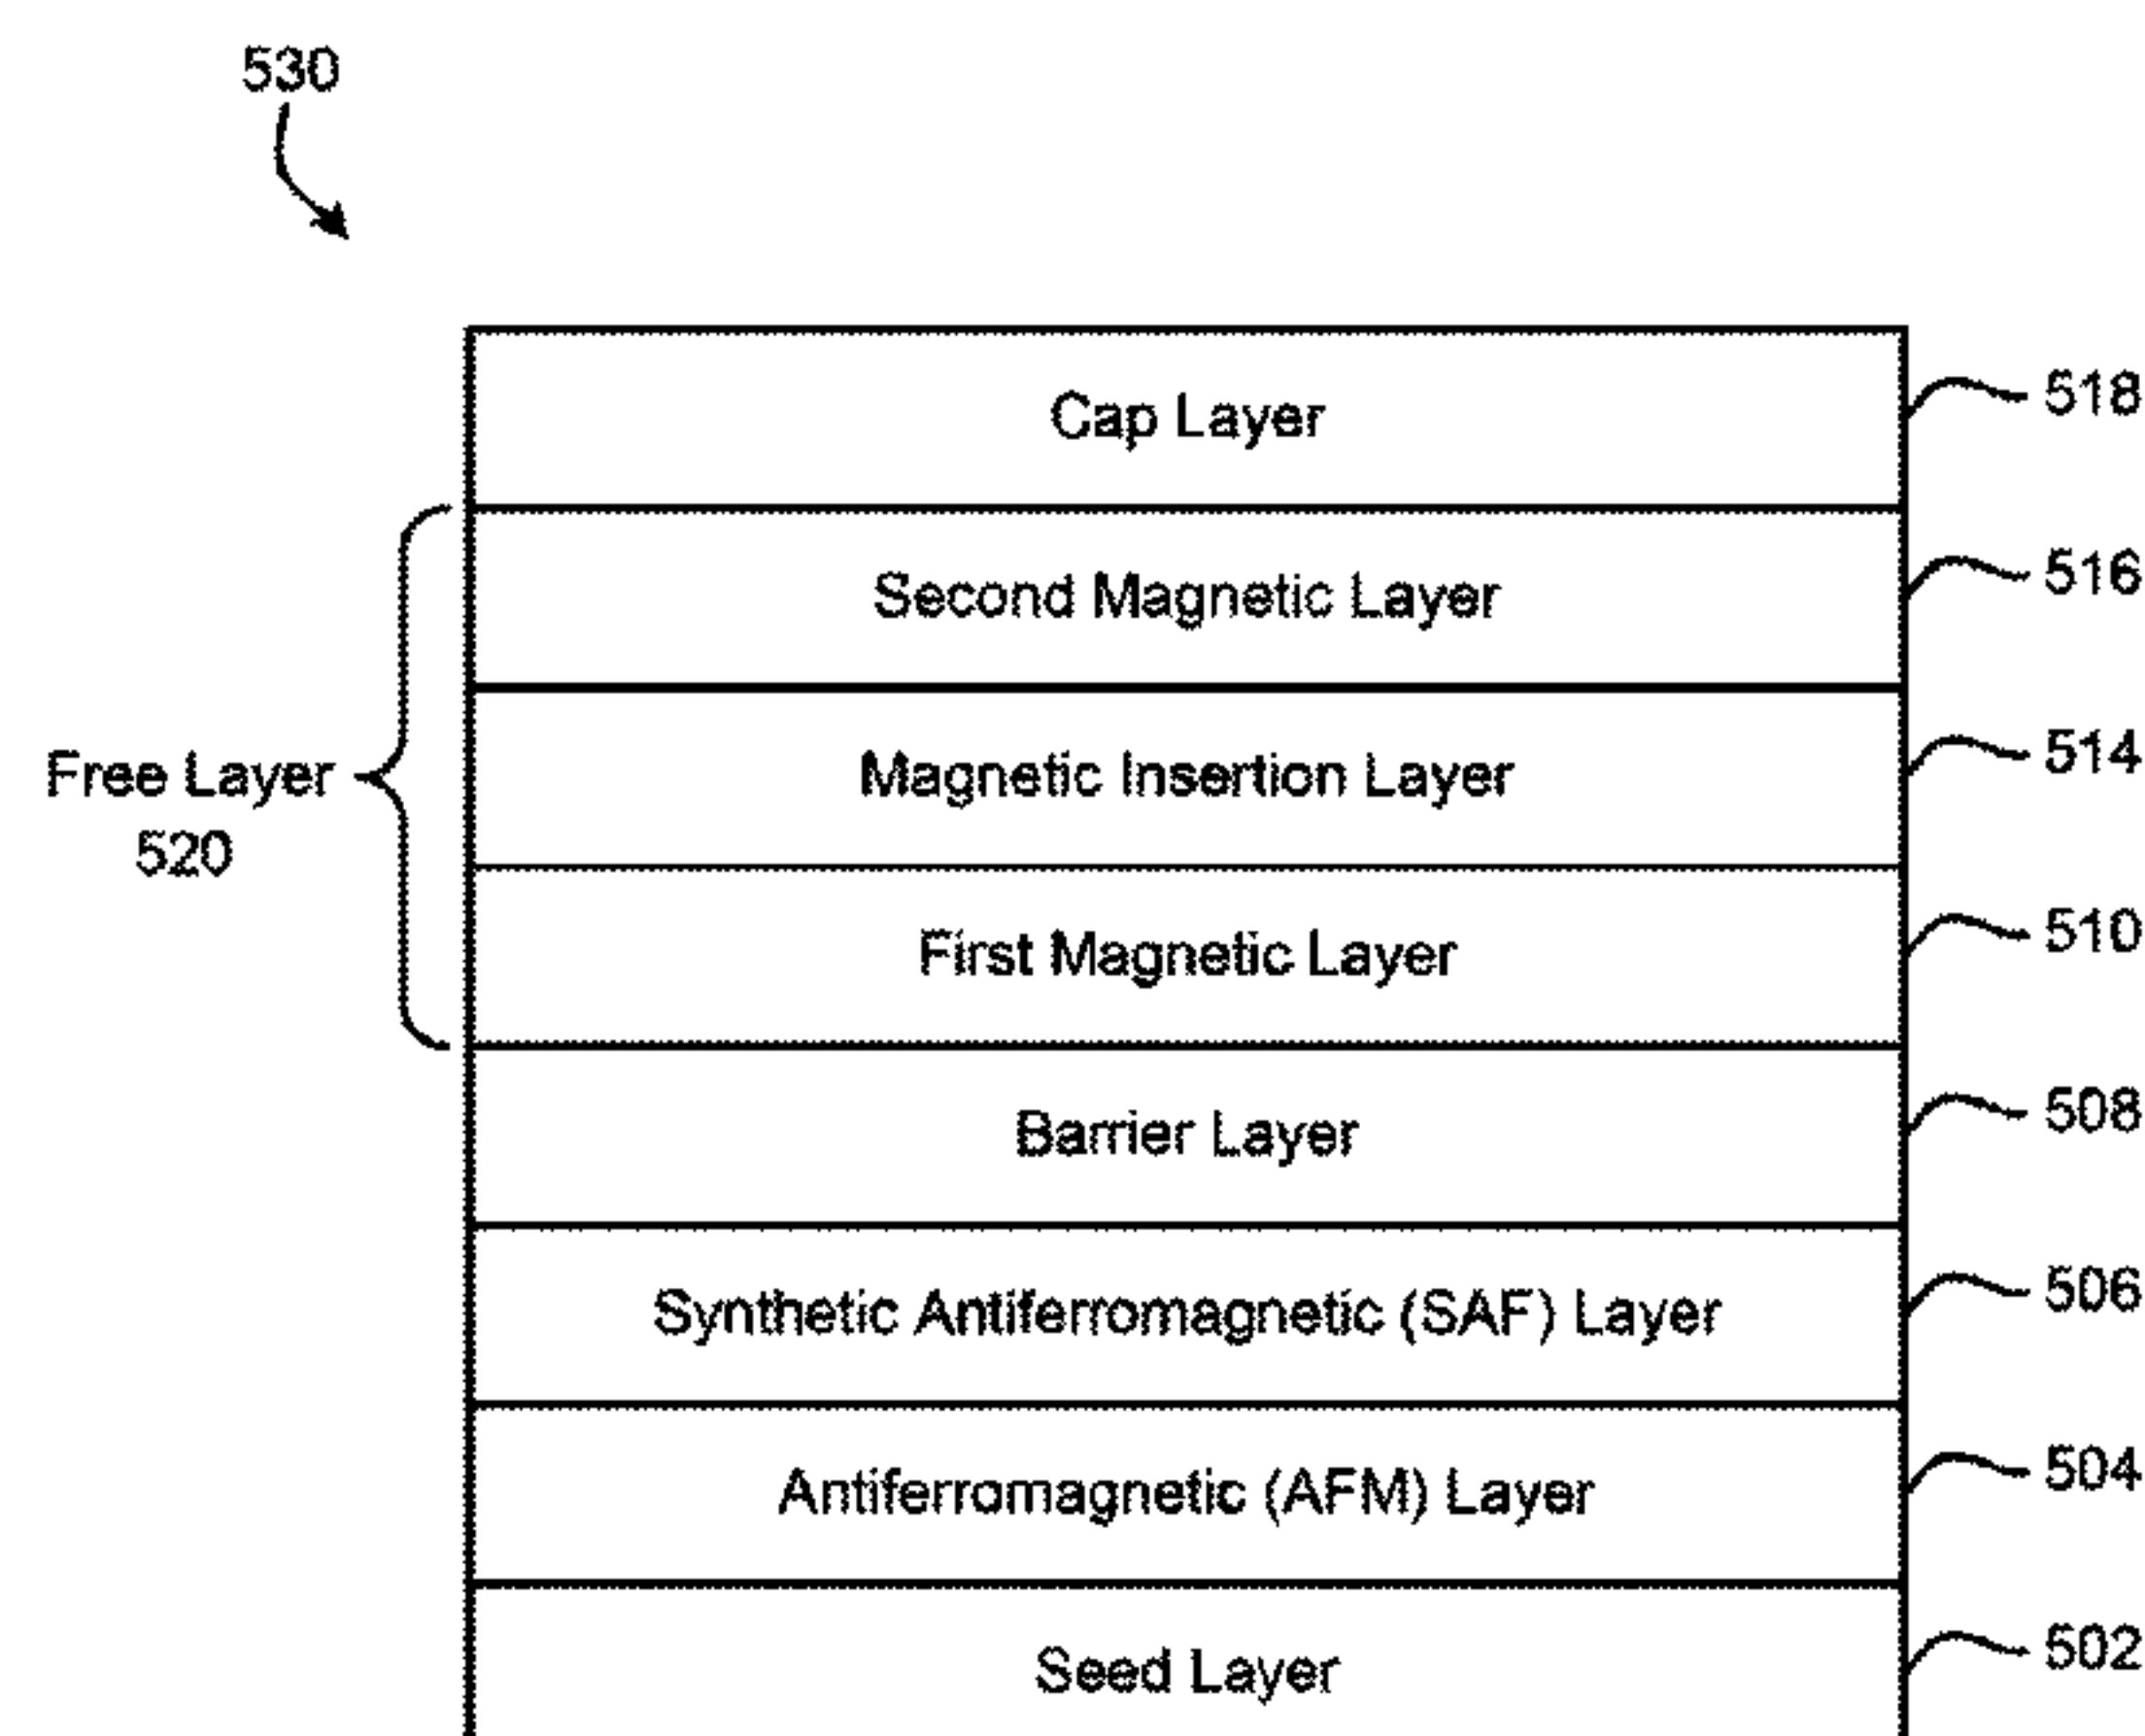 530
Cap Layer 518
Second Magnetic Layer 516
Magnetic Insertion Layer 514
Free Layer
520
First Magnetic Layer 510
Barrier Layer 508
Synthetic Antiferromagnetic (SAF) Layer 506
Antiferromagnetic (AFM) Layer 504
Seed Layer 502